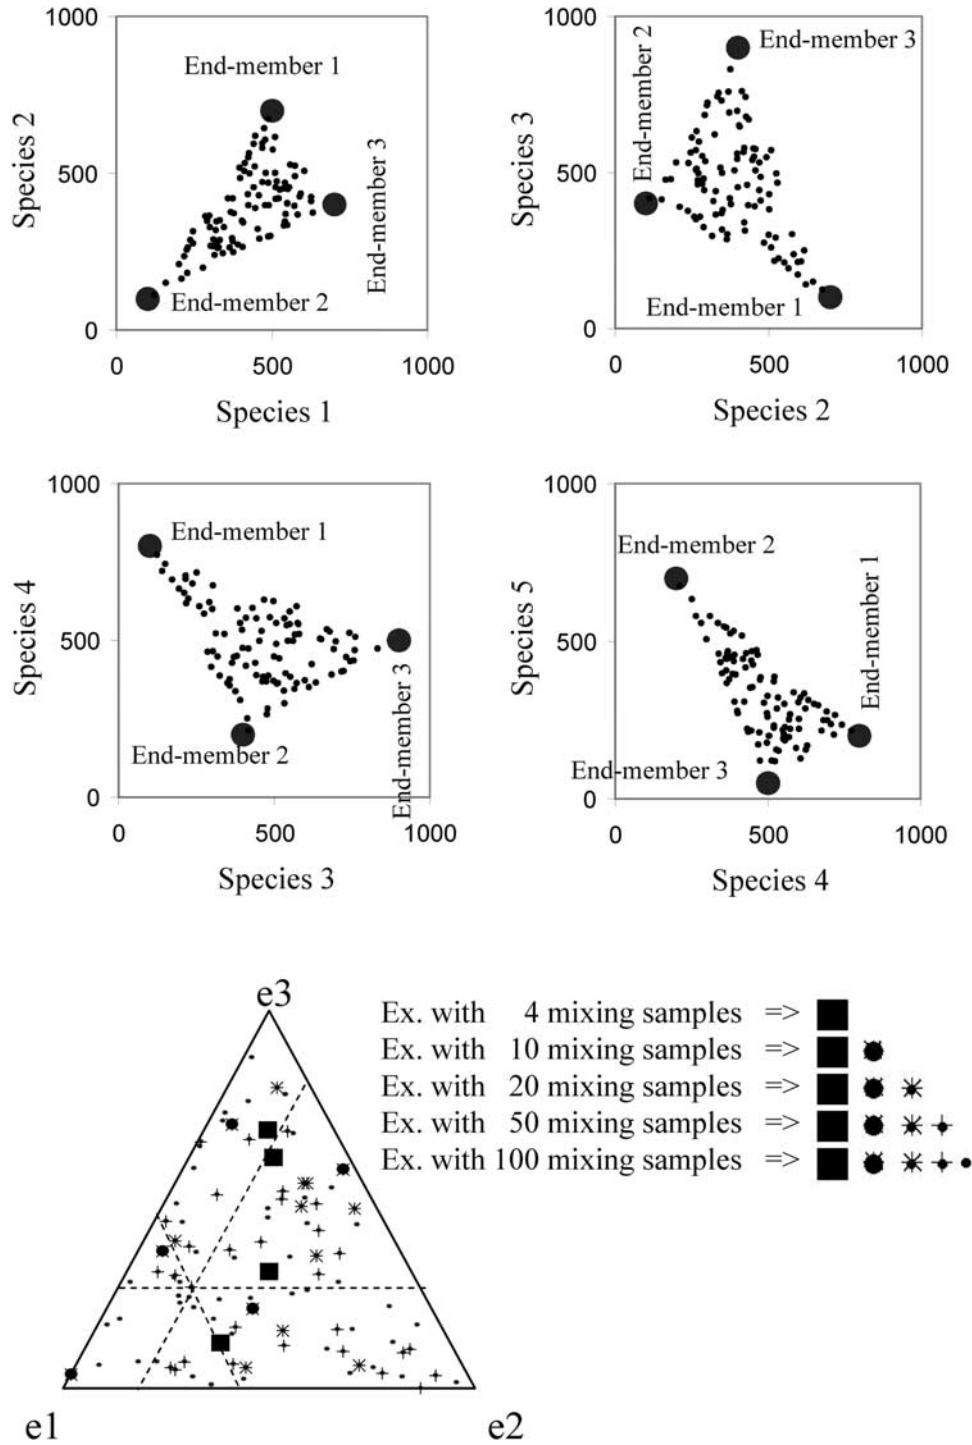 1000
End-member 1
Species 2
500
End-member 3
End-member 2
0
0
500
1000
Species 1
1000
End-member 2
End-member 3
Species 3
500
End-member 1
0
0
500
1000
Species 2
1000
End-member 1
Species 4
500
End-member 3
End-member 2
0
0
500
1000
Species 3
1000
End-member 2
End-member 1
Species 5
500
End-member 3
0
0
500
1000
Species 4
e3
Ex. with 4 mixing samples =>
Ex. with 10 mixing samples =>
Ex. with 20 mixing samples =>
Ex. with 50 mixing samples =>
Ex. with 100 mixing samples =>
e1
e2